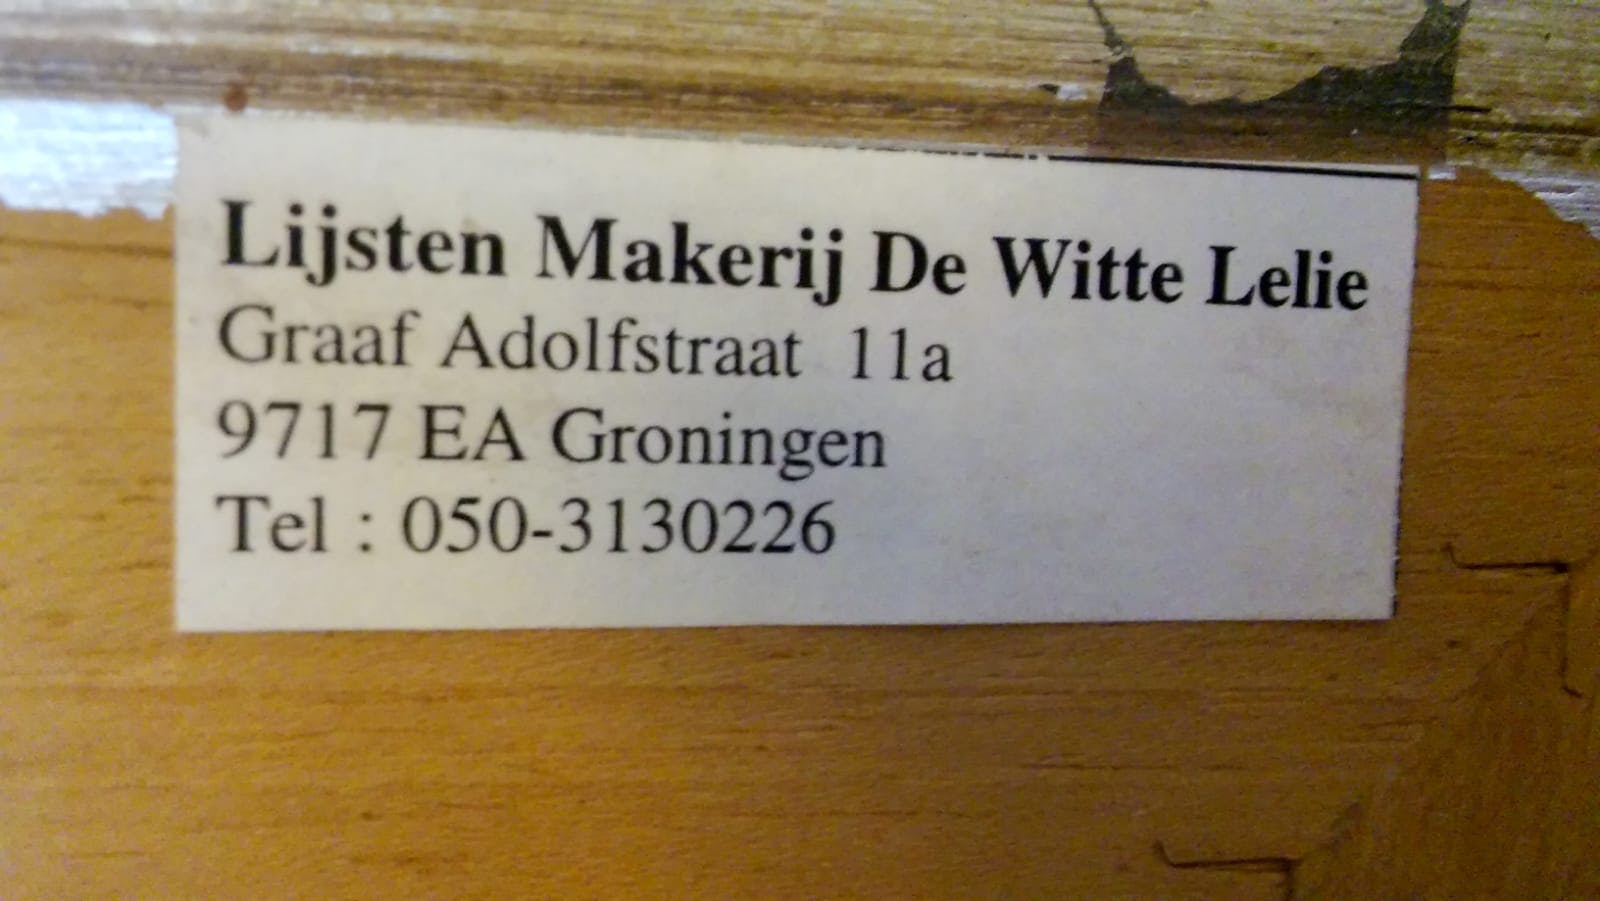 Lijsten Makerij De Witte Lelie
Graaf Adolfstraat 11a
9717 EA Groningen
Tel : 050-3130226